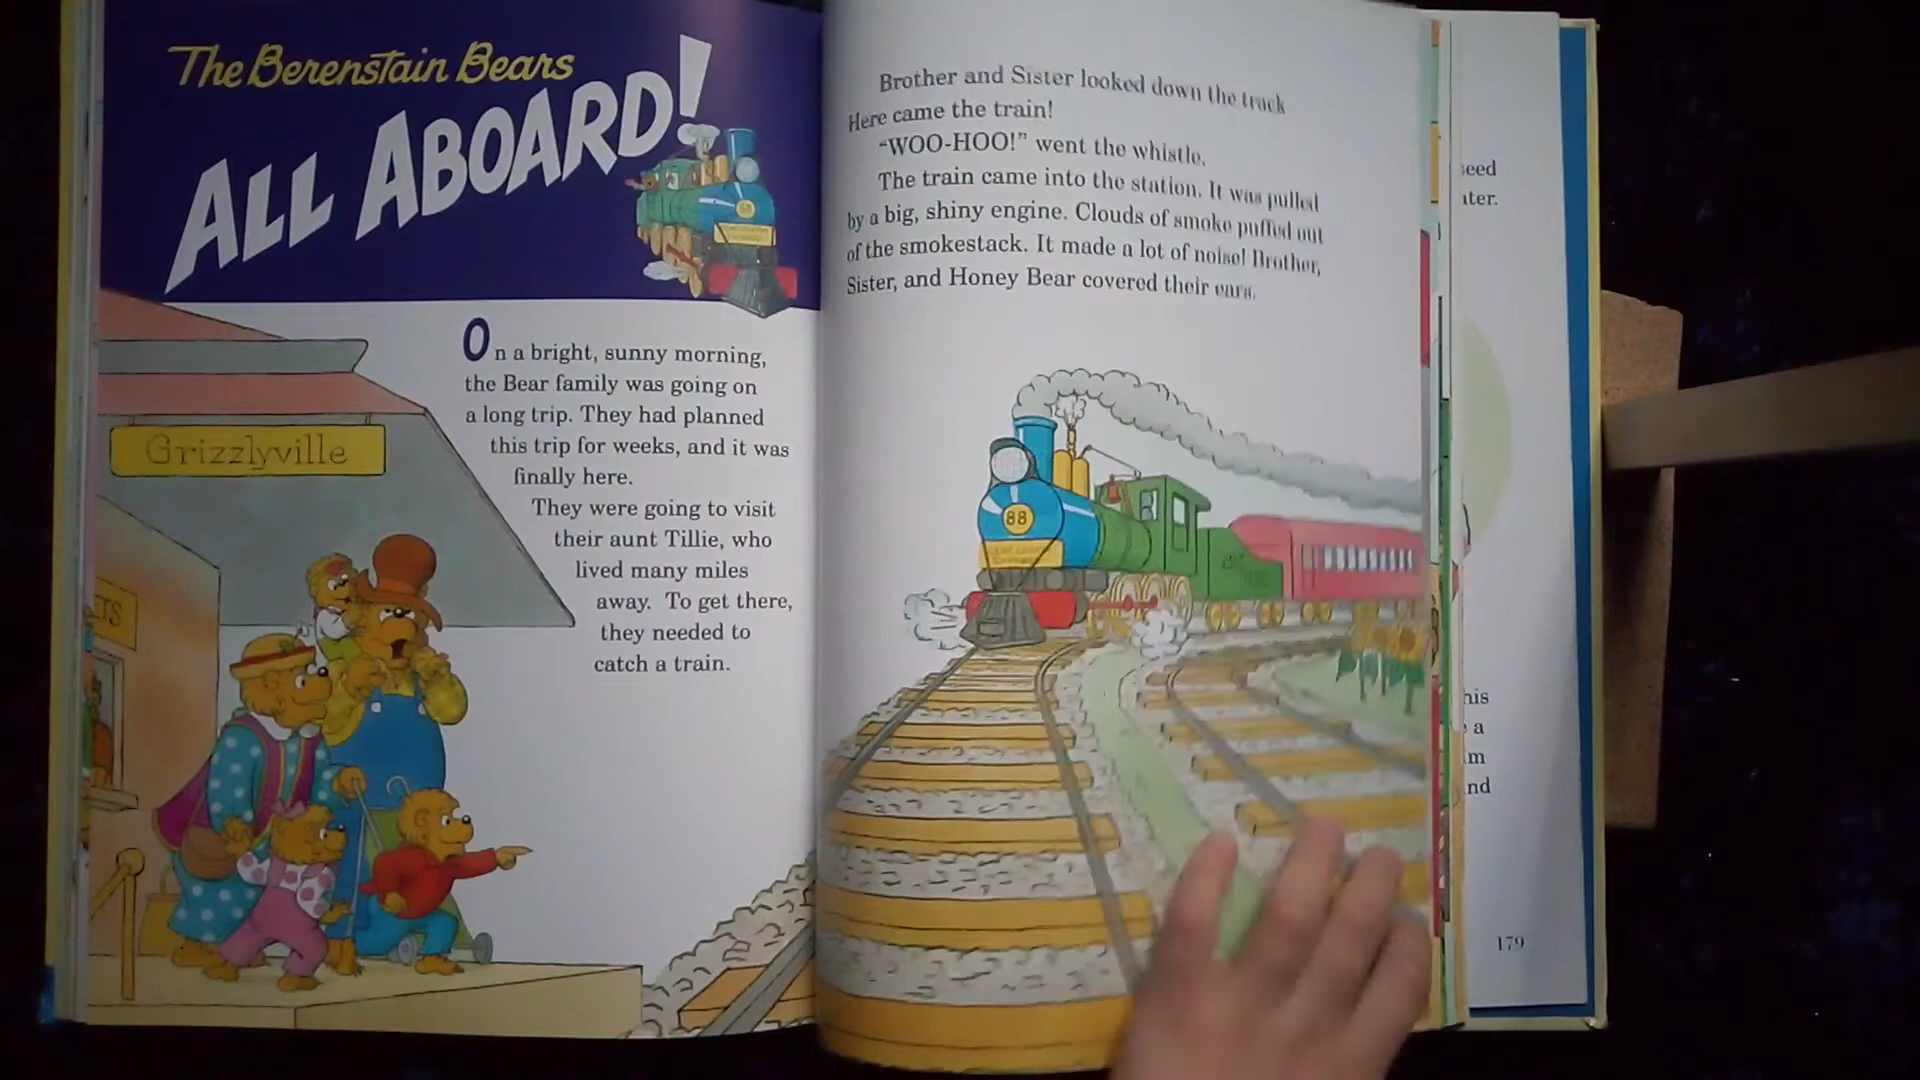 The Berenstain Bears
ALL ABOARD!
Grizzlyville
TS
On a bright, sunny morning,
the Bear family was going on
a long trip. They had planned
this trip for weeks, and it was
finally here.
They were going to visit
their aunt Tillie, who
lived many miles
away. To get there,
they needed to
catch a train.
Brother and Sister looked down the track
Here came the train!
“WOO-HOO!” went the whistle.
The train came into the station. It was pulled
by a big, shiny engine. Clouds of smoke puffed out
of the smokestack. It made a lot of noise! Brother,
Sister, and Honey Bear covered their ears.
88
eed
ater.
his
a
m
nd
179